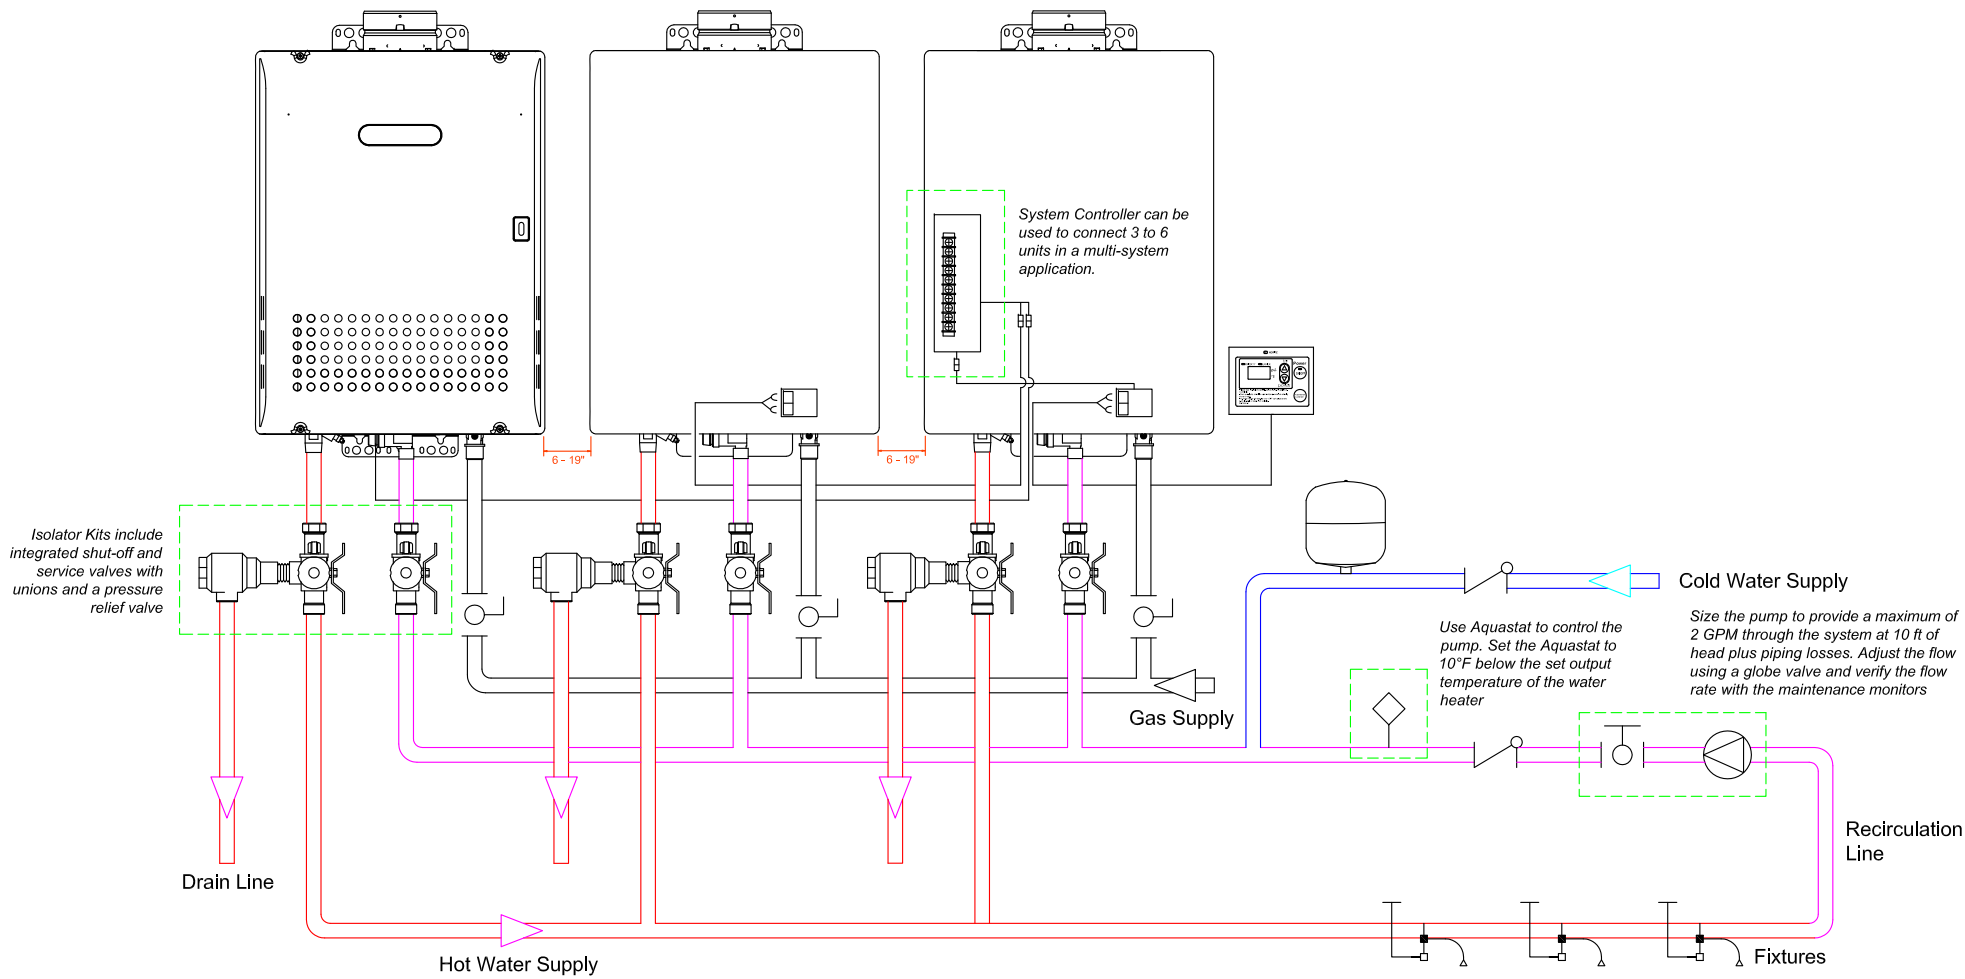 System Controller can be
used to connect 3 to 6
units in a multi-system
application.
6 - 19"
6 - 19"
Isolator Kits include
integrated shut-off and
service valves with
unions and a pressure
relief valve
Cold Water Supply
Use Aquastat to control the
pump. Set the Aquastat to
10°F below the set output
temperature of the water
heater
Size the pump to provide a maximum of
2 GPM through the system at 10 ft of
head plus piping losses. Adjust the flow
using a globe valve and verify the flow
rate with the maintenance monitors
Gas Supply
Recirculation
Line
Drain Line
Hot Water Supply
Fixtures